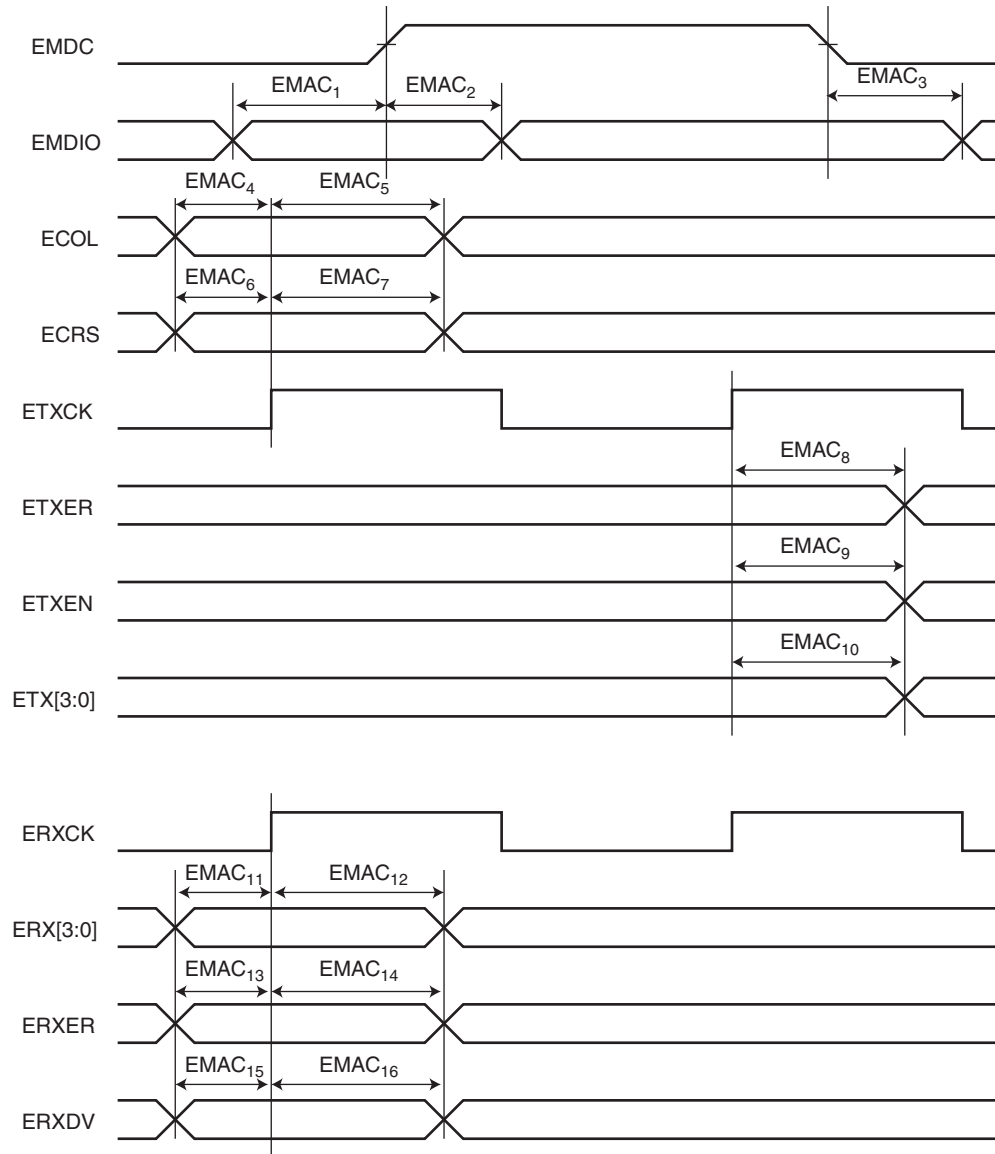 EMDC
EMAC1 EMAC2 EMAC3
EMDIO
EMAC4 EMAC5
ECOL
EMAC6 EMAC7
ECRS
ETXCK
EMAC8
ETXER
EMAC9
ETXEN
EMAC10
ETX[3:0]
ERXCK
EMAC11 EMAC12
ERX[3:0]
EMAC13 EMAC14
ERXER
EMAC15 EMAC16
ERXDV